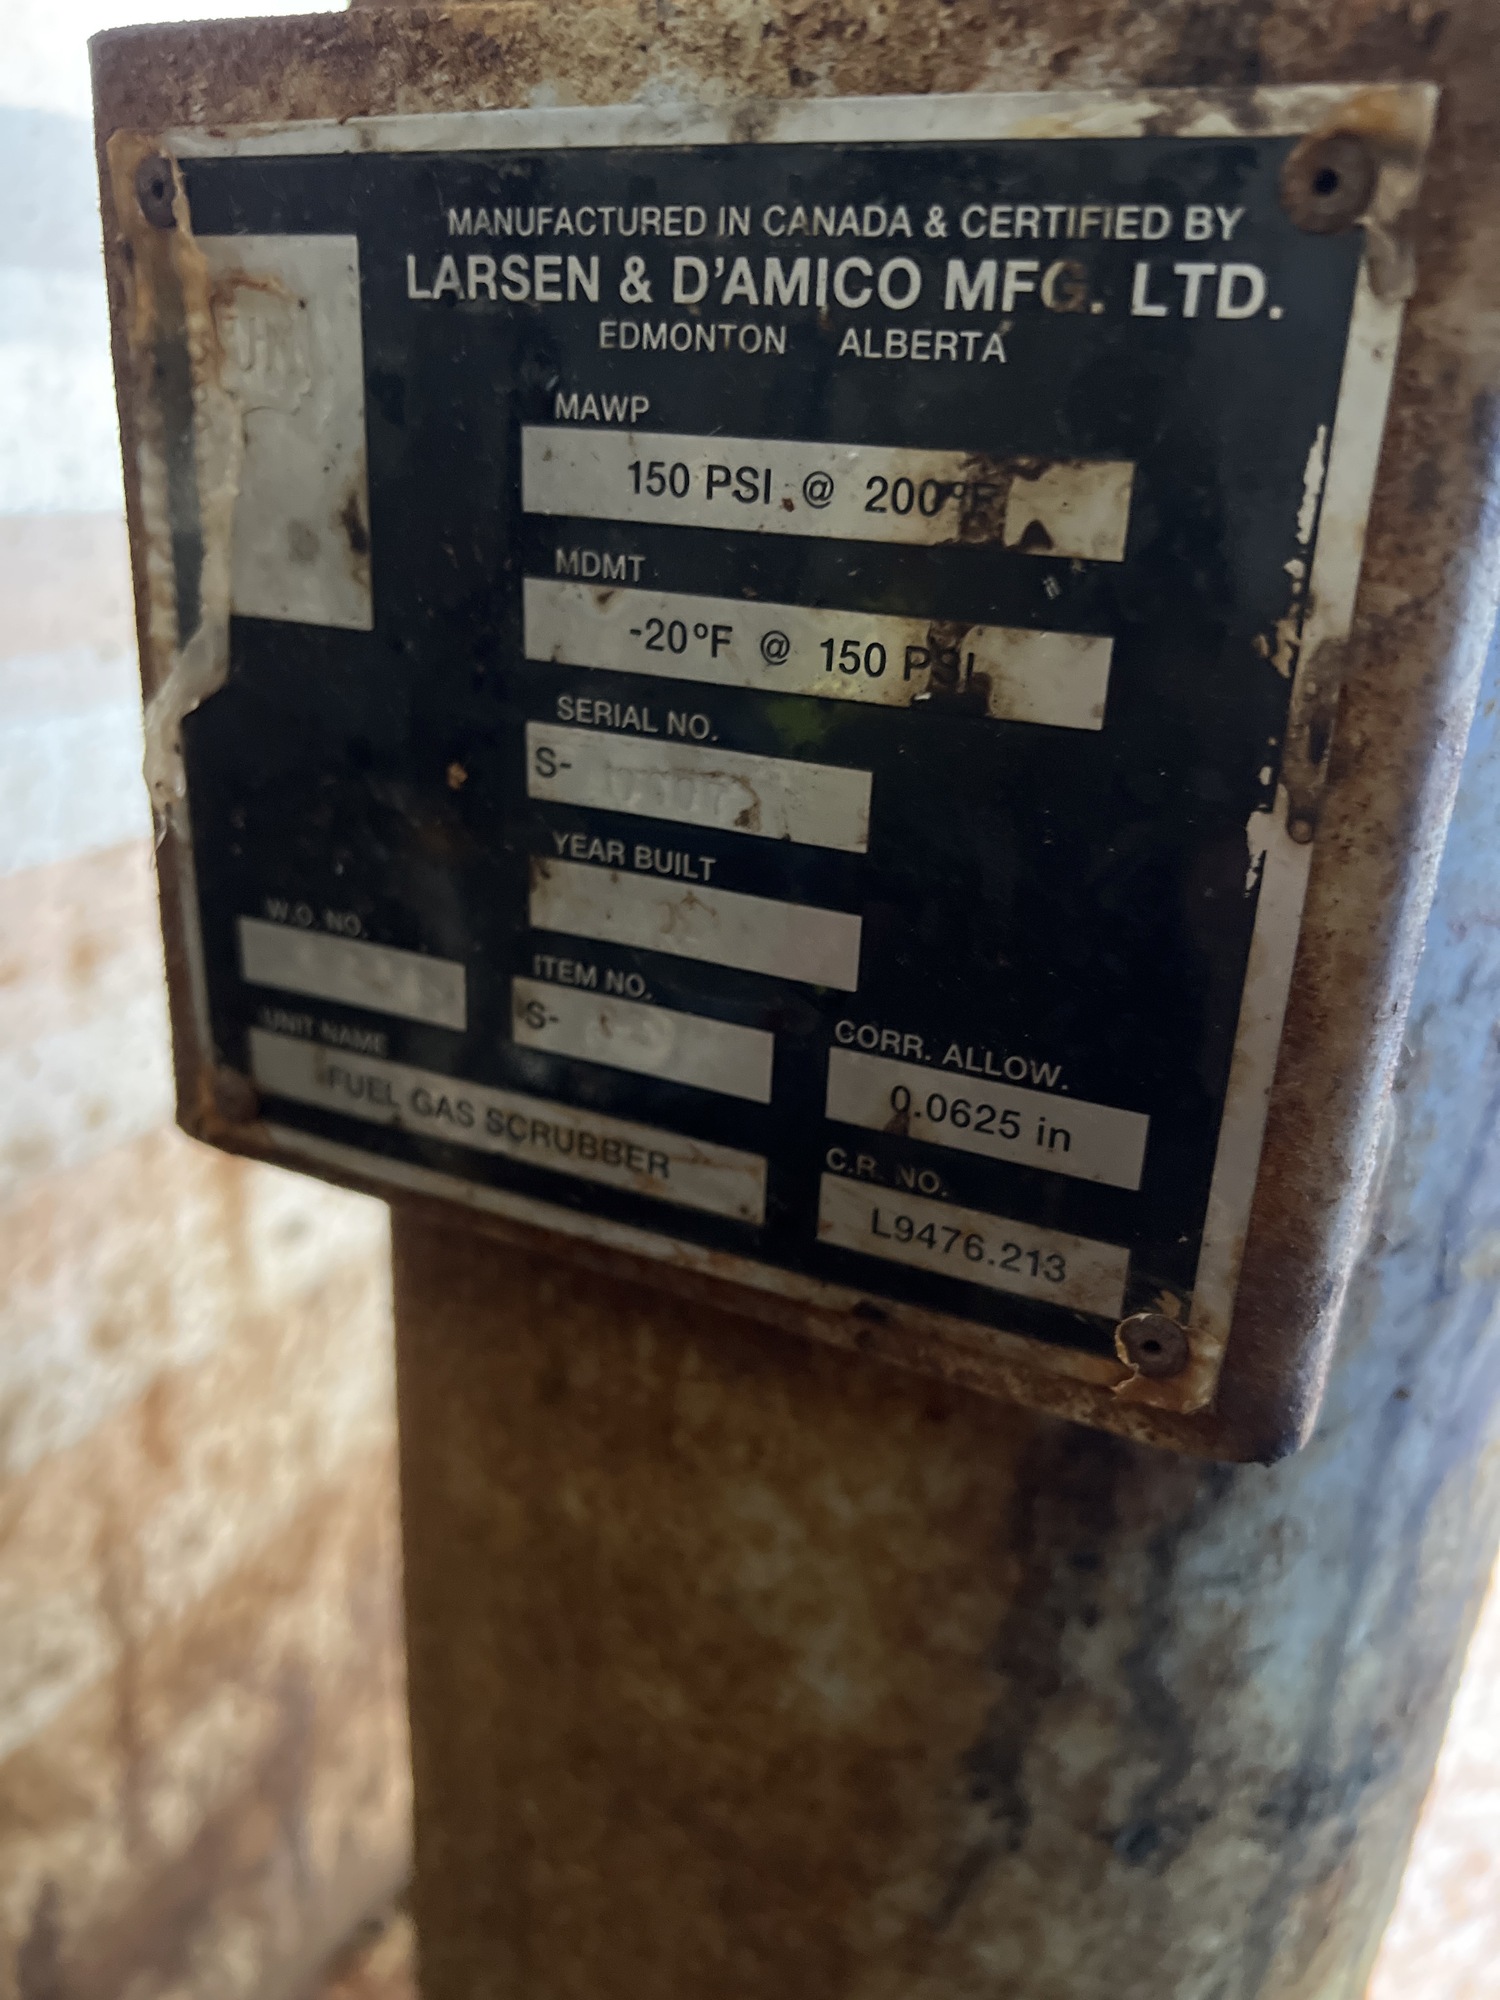 MANUFACTURED IN CANADA & CERTIFIED BY
LARSEN & D'AMICO MFG. LTD.
EDMONTON ALBERTA
MAWP
150 PSI @ 200°F
MDMT
-20°F @ 150 PSI
SERIAL NO.
S-
YEAR BUILT
W.O. NO.
ITEM NO.
S-
UNIT NAME
FUEL GAS SCRUBBER
CORR. ALLOW.
0.0625 in
C.R. NO.
L9476.213